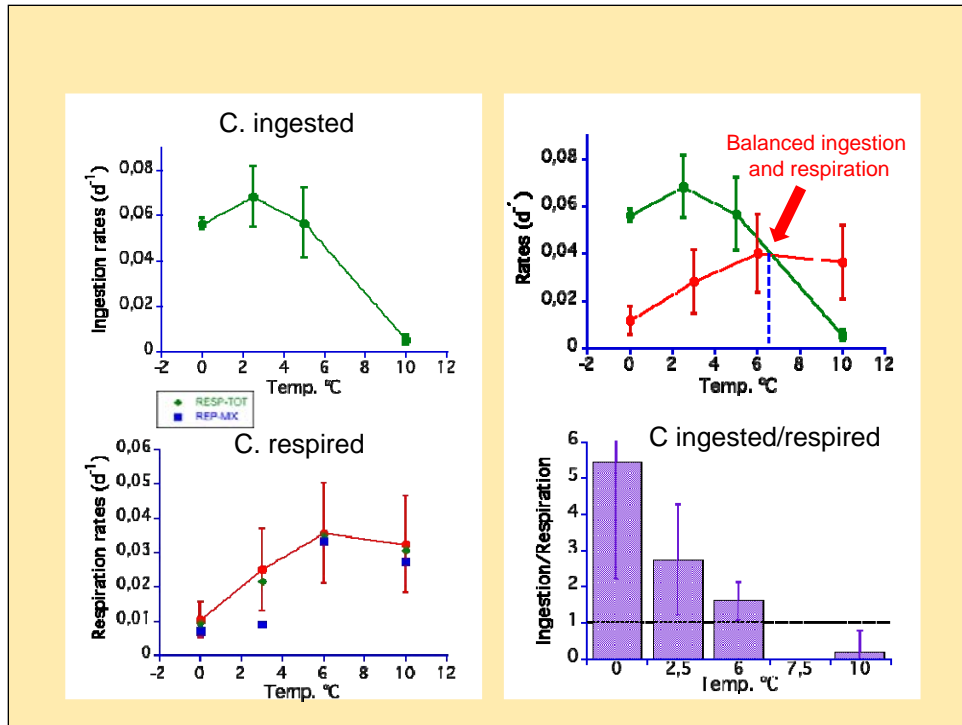 C. ingested
0,08
0,06
0,04
0,02
0
Ingestion rates (d⁻¹)
-2 0 2 4 6 8 10 12
Temp. ºC
Balanced ingestion
and respiration
0,08
0,06
0,04
0,02
0
Rates (d⁻)
-2 0 2 4 6 8 10 12
Temp. ºC
RESP-TOT
REP-MIX
C. respired
0,06
0,05
0,04
0,03
0,02
0,01
0
Respiration rates (d⁻¹)
-2 0 2 4 6 8 10 12
Temp. ºC
C ingested/respired
6
5
4
3
2
1
0
Ingestion/Respiration
0 2,5 6 7,5 10
Temp. ºC